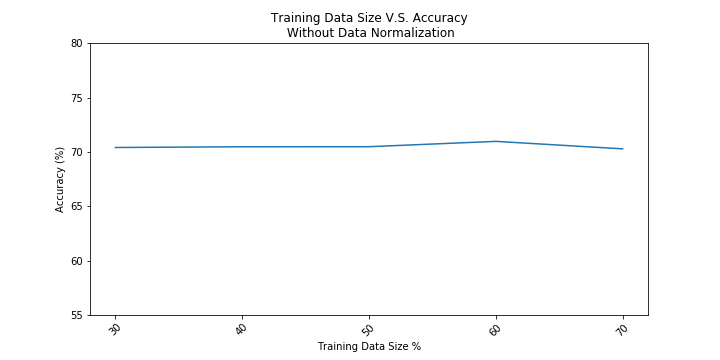 Training Data Size V.S. Accuracy
Without Data Normalization
80
75
70
65
60
55
Accuracy (%)
30
40
50
60
70
Training Data Size %